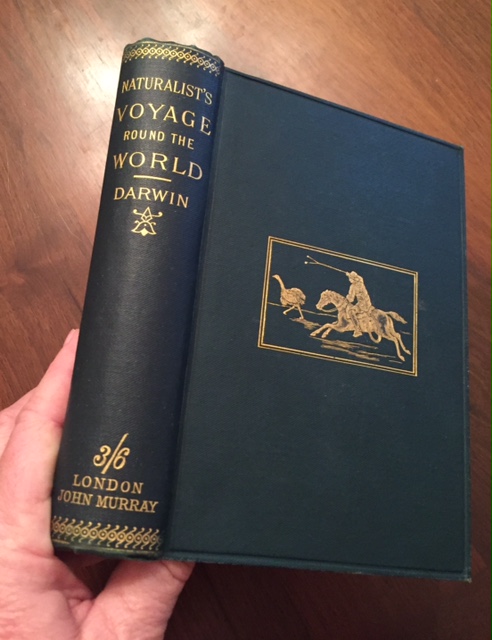 NATURALIST'S
VOYAGE
ROUND THE
WORLD
DARWIN
3/6
LONDON
JOHN MURRAY